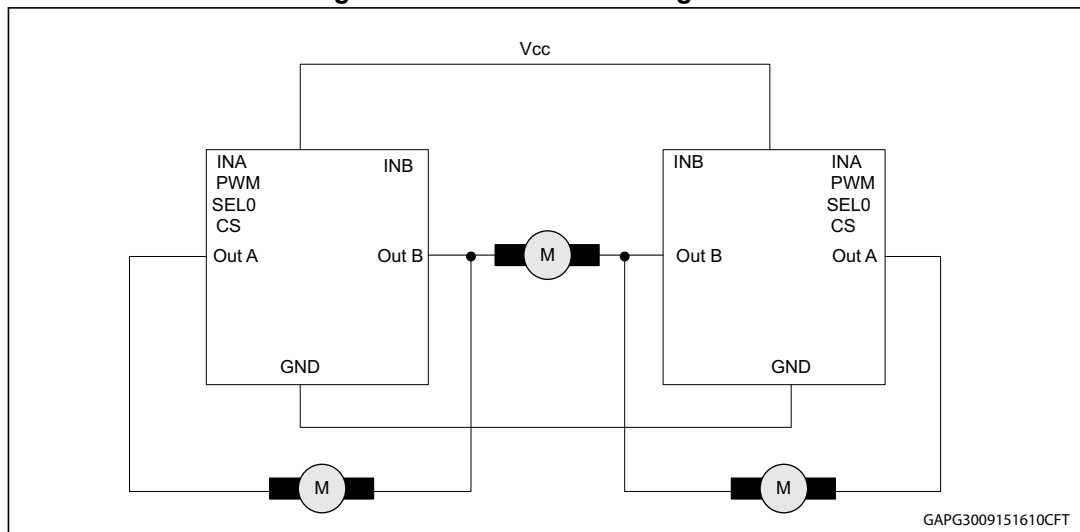 Vcc
INA
PWM
SEL0
CS
Out A
INB
Out B
GND
M
INB
Out B
INA
PWM
SEL0
CS
Out A
GND
M
M
GAPG3009151610CFT